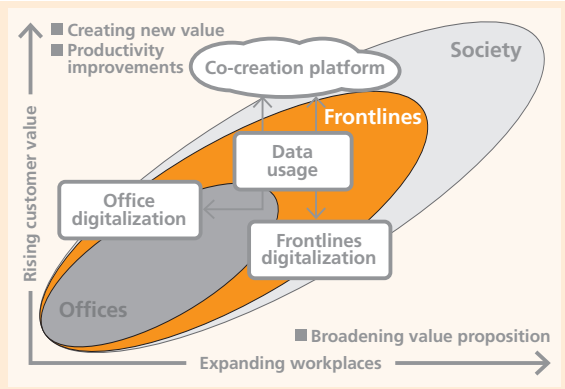 Creating new value
Productivity
improvements
Co-creation platform
Society
Frontlines
Data
usage
Office
digitalization
Frontlines
digitalization
Offices
Rising customer value
Broadening value proposition
Expanding workplaces